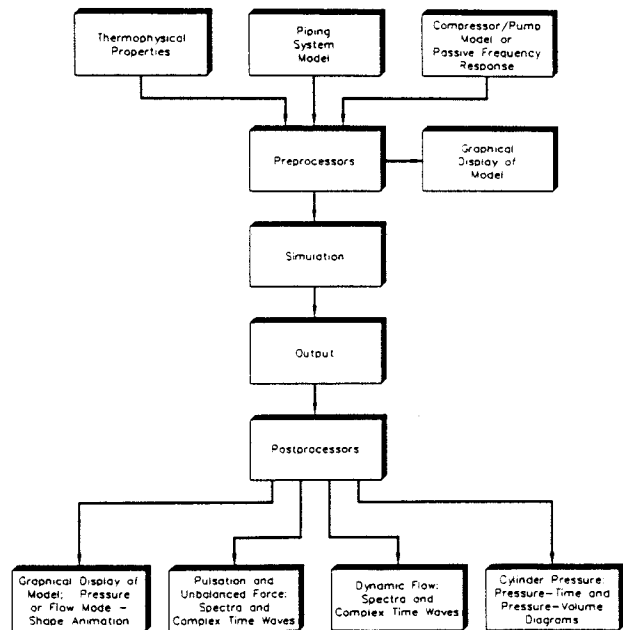 Thermophysical
Properties
Piping
System
Model
Compressor/Pump
Model or
Passive Frequency
Response
Preprocessors
Graphical
Display of
Model
Simulation
Output
Postprocessors
Graphical Display of
Model; Pressure
or Flow Mode –
Shape Animation
Pulsation and
Unbalanced Force:
Spectra and
Complex Time Waves
Dynamic Flow:
Spectra and
Complex Time Waves
Cylinder Pressure:
Pressure–Time and
Pressure–Volume
Diagrams